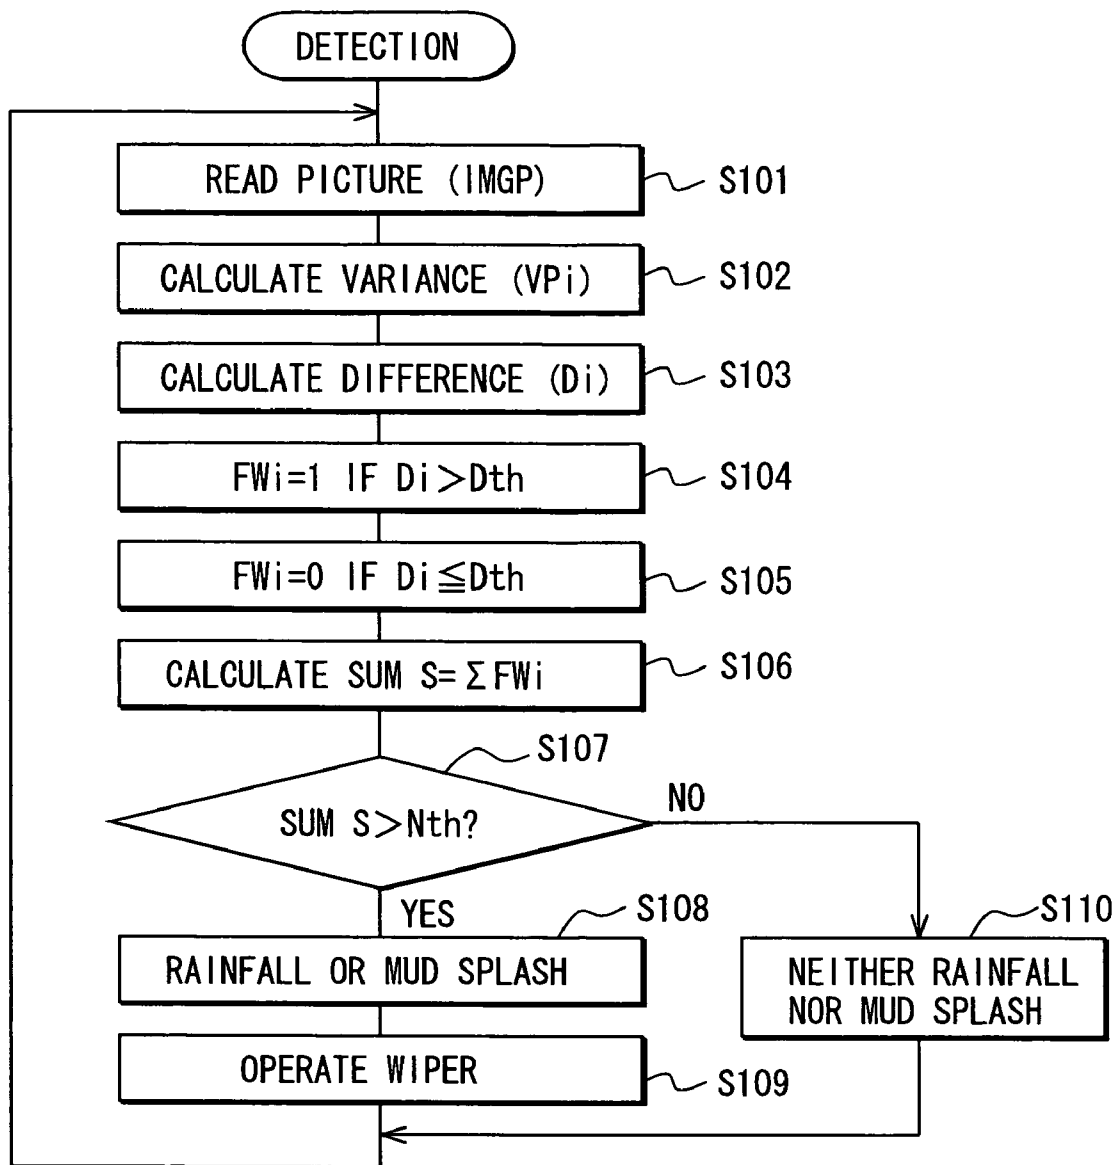 DETECTION
READ PICTURE (IMGP)
S101
CALCULATE VARIANCE (VPi)
S102
CALCULATE DIFFERENCE (Di)
S103
FWi=1 IF Di>Dth
S104
FWi=0 IF Di≦Dth
S105
CALCULATE SUM S=ΣFWi
S106
S107
SUM S>Nth?
NO
YES
S108
RAINFALL OR MUD SPLASH
S110
NEITHER RAINFALL
NOR MUD SPLASH
OPERATE WIPER
S109